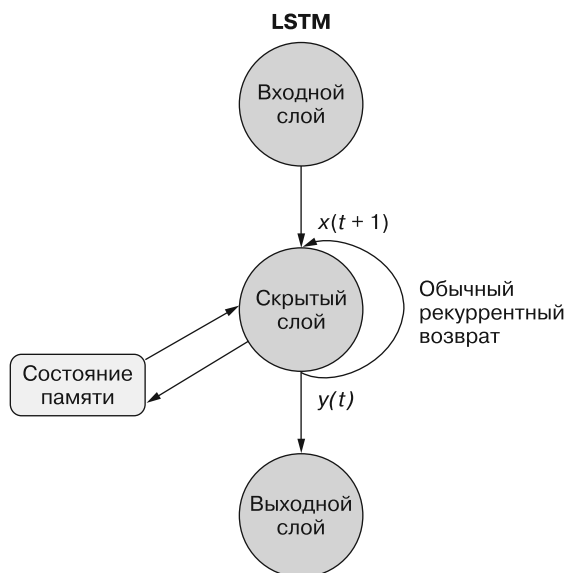 LSTM
Входной
слой
x(t + 1)
Скрытый
слой
Обычный
рекуррентный
возврат
Состояние
памяти
y(t)
Выходной
слой